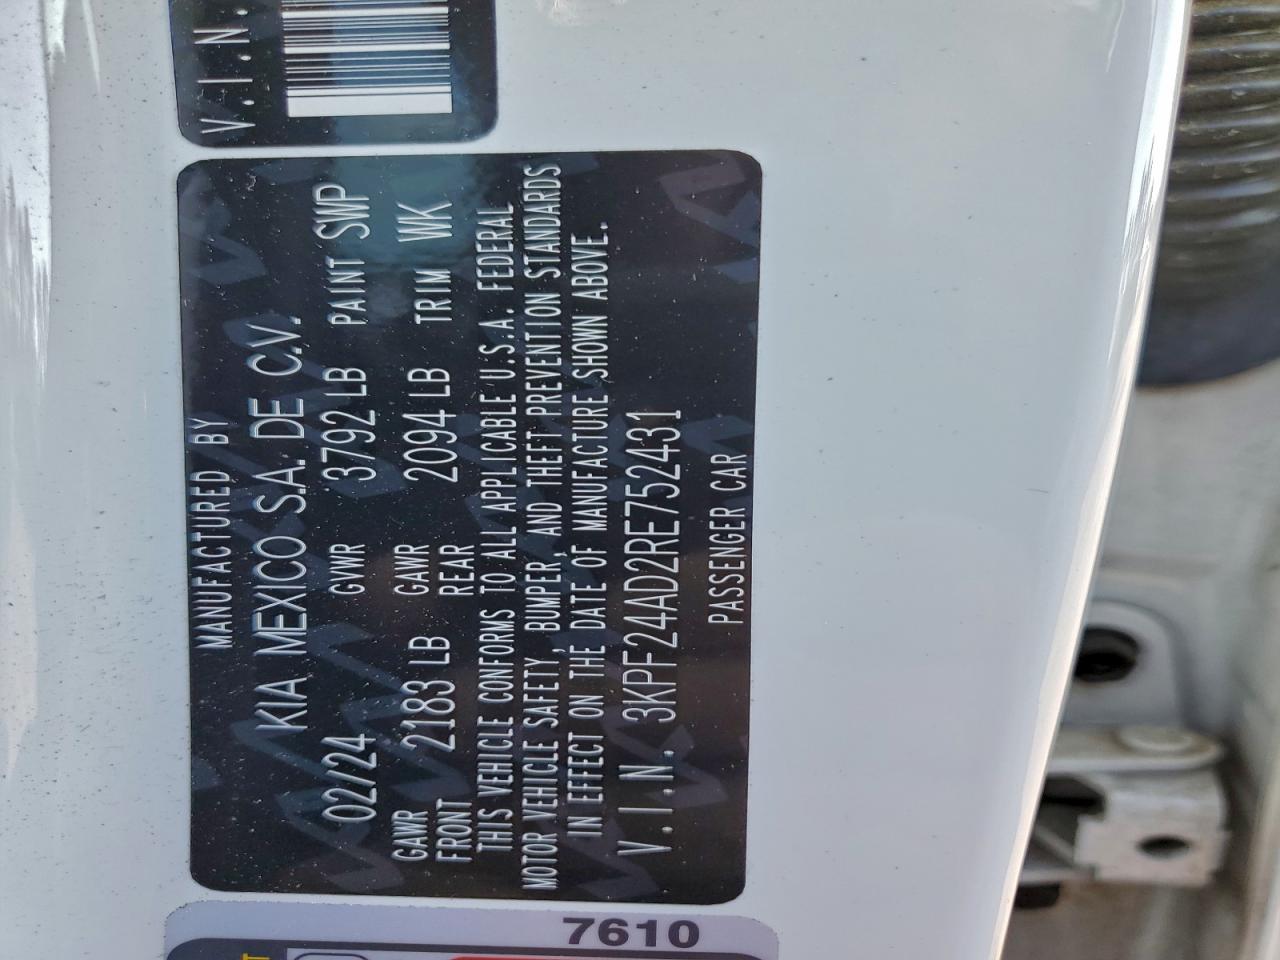 V.I.N.
MANUFACTURED BY
KIA MEXICO S.A. DE C.V.
02/24 GVWR 3792 LB PAINT SWP
GAWR FRONT 2183 LB GAWR REAR 2094 LB TRIM WK
THIS VEHICLE CONFORMS TO ALL APPLICABLE U.S.A. FEDERAL
MOTOR VEHICLE SAFETY, BUMPER, AND THEFT PREVENTION STANDARDS
IN EFFECT ON THE DATE OF MANUFACTURE SHOWN ABOVE.
V.I.N. 3KPF24AD2RE752431
PASSENGER CAR
7610